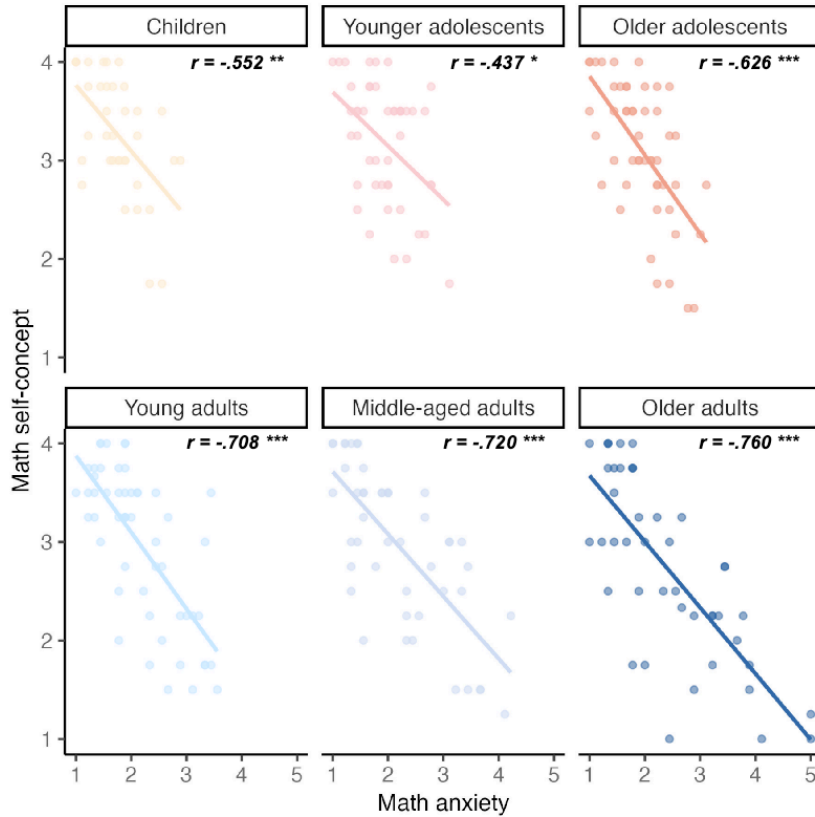 Children
Younger adolescents
Older adolescents
r = -.552 **
r = -.437 *
r = -.626 ***
4
3
2
1
Math self-concept
Young adults
Middle-aged adults
Older adults
r = -.708 ***
r = -.720 ***
r = -.760 ***
4
3
2
1
1 2 3 4 5
1 2 3 4 5
1 2 3 4 5
Math anxiety